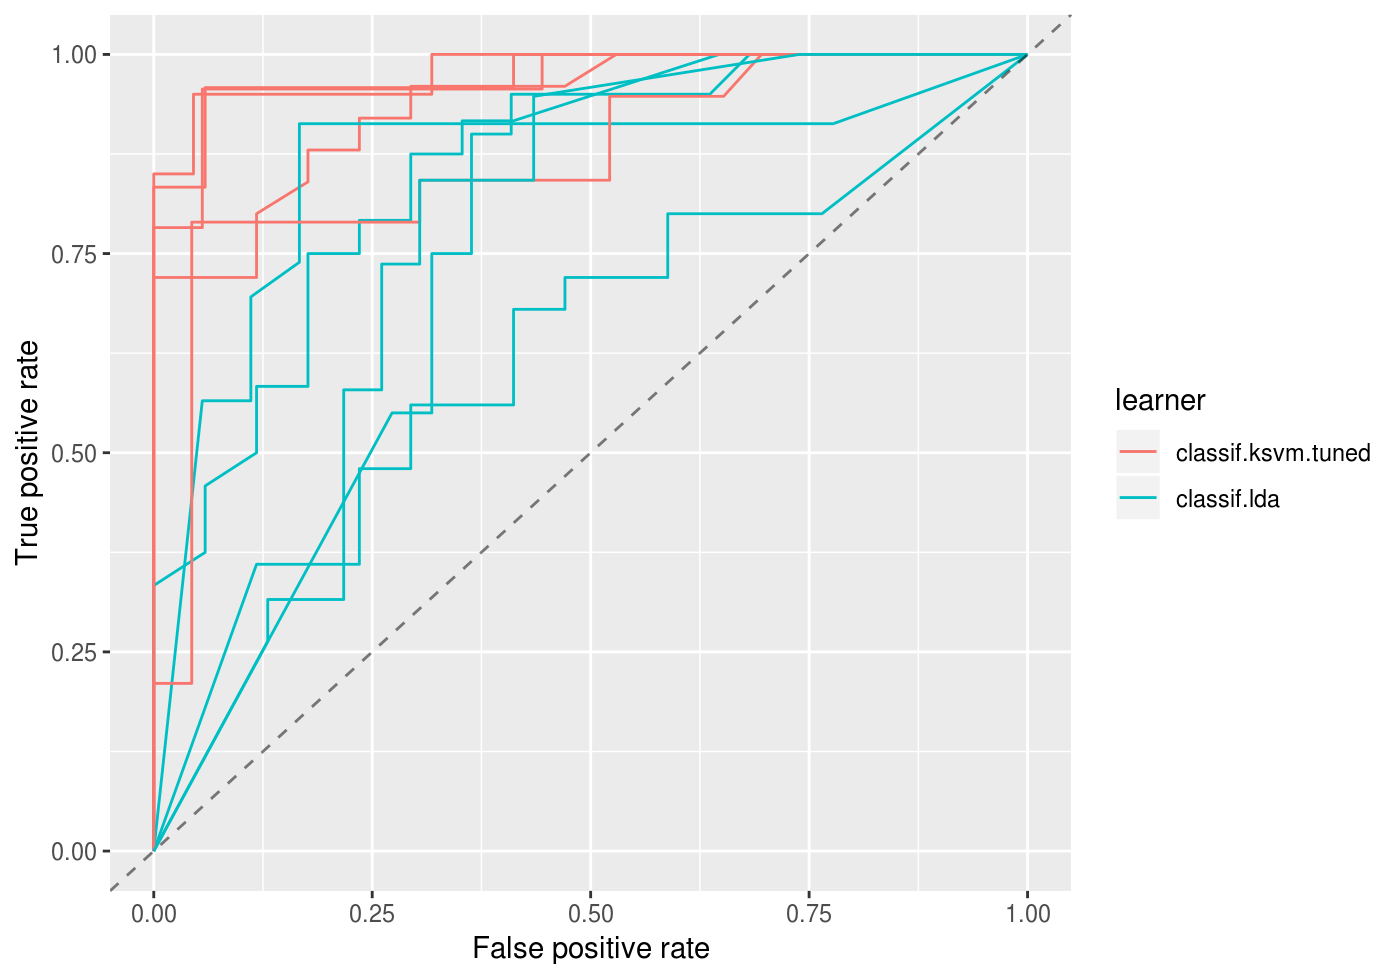 1.00
0.75
0.50
0.25
0.00
True positive rate
0.00 0.25 0.50 0.75 1.00
False positive rate
learner
classif.ksvm.tuned
classif.lda